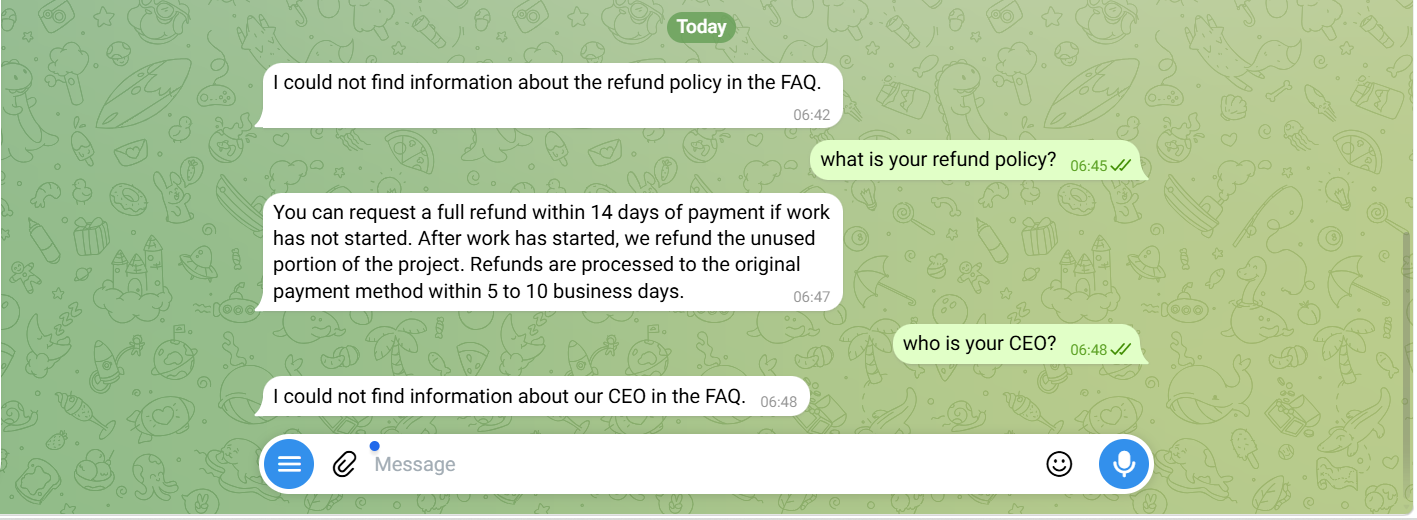 Today
I could not find information about the refund policy in the FAQ.
06:42
what is your refund policy? 06:45
You can request a full refund within 14 days of payment if work
has not started. After work has started, we refund the unused
portion of the project. Refunds are processed to the original
payment method within 5 to 10 business days. 06:47
who is your CEO? 06:48
I could not find information about our CEO in the FAQ. 06:48
Message